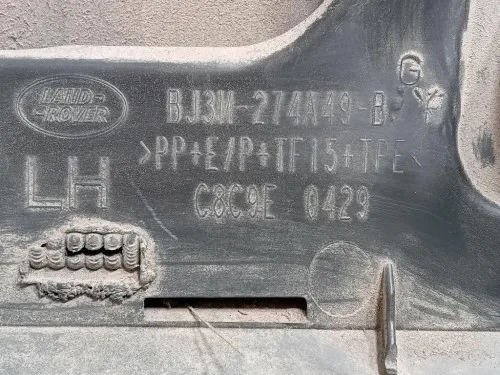 LAND-
-ROVER
BJ3M-274A49-B
G
>PP+E/P+TF15+TPE<
LH
C8C9E 0429